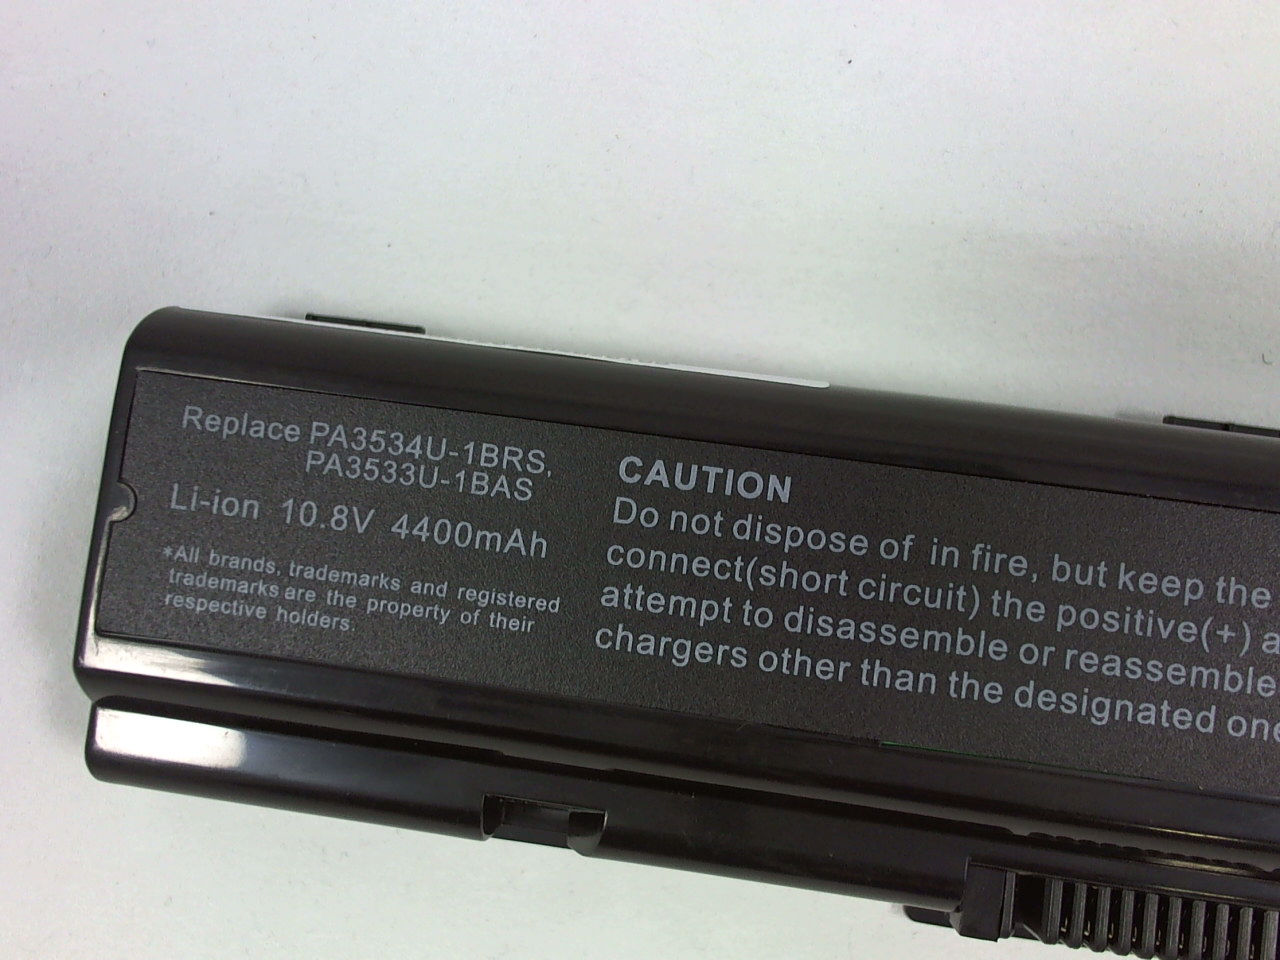 Replace PA3534U-1BRS,
PA3533U-1BAS
Li-ion 10.8V 4400mAh
*All brands, trademarks and registered
trademarks are the property of their
respective holders.
CAUTION
Do not dispose of in fire, but keep the
connect(short circuit) the positive(+) a
attempt to disassemble or reassemble
chargers other than the designated one